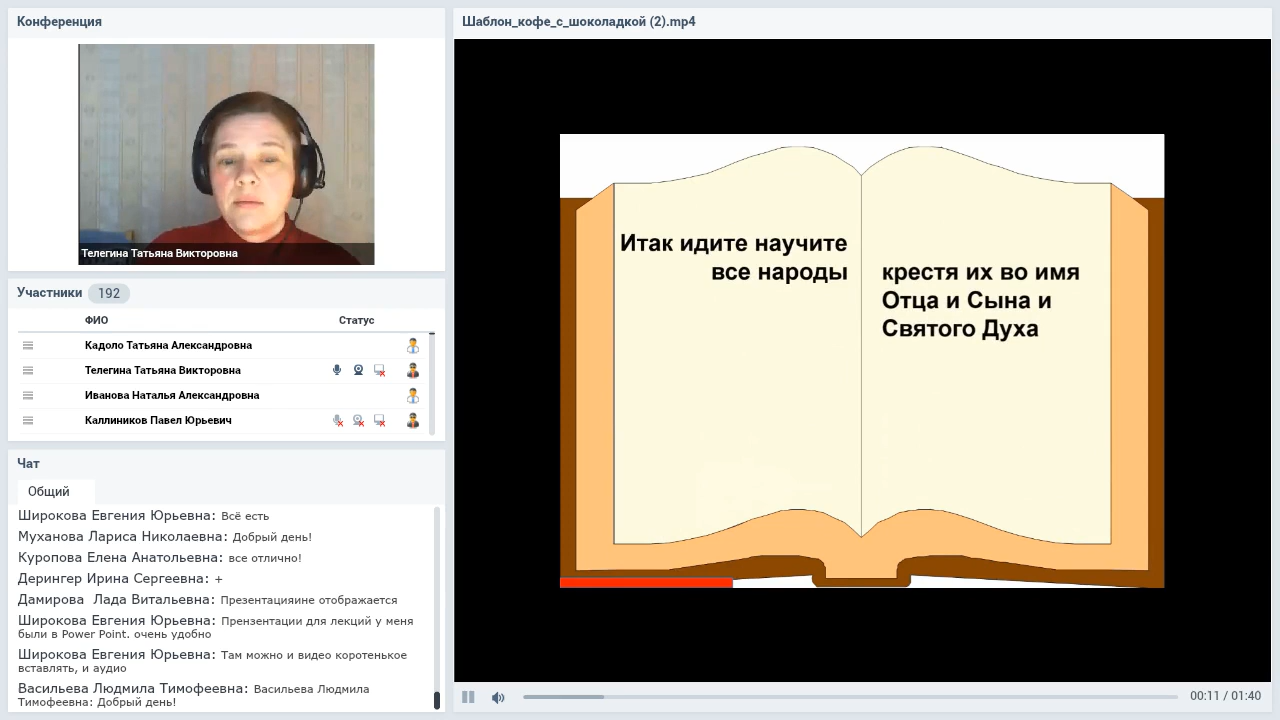 Конференция
Телегина Татьяна Викторовна
Участники 192
ФИО Статус
Кадоло Татьяна Александровна
Телегина Татьяна Викторовна
Иванова Наталья Александровна
Каллиников Павел Юрьевич
Чат
Общий
Широкова Евгения Юрьевна: Всё есть
Муханова Лариса Николаевна: Добрый день!
Куропова Елена Анатольевна: все отлично!
Дерингер Ирина Сергеевна: +
Дамирова Лада Витальевна: Презентациине отображается
Широкова Евгения Юрьевна: Прензентации для лекций у меня
были в Power Point. очень удобно
Широкова Евгения Юрьевна: Там можно и видео коротенькое
вставлять, и аудио
Васильева Людмила Тимофеевна: Васильева Людмила
Тимофеевна: Добрый день!
Шаблон_кофе_с_шоколадкой (2).mp4
Итак идите научите
все народы
крестя их во имя
Отца и Сына и
Святого Духа
00:11 / 01:40